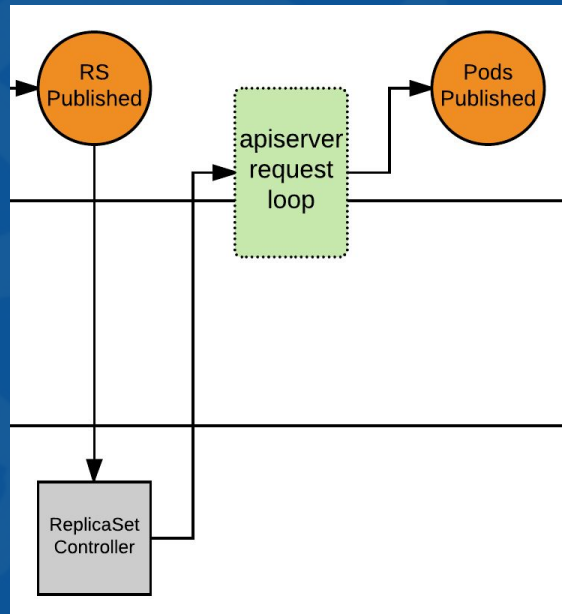 RS
Published
apiserver
request
loop
Pods
Published
ReplicaSet
Controller